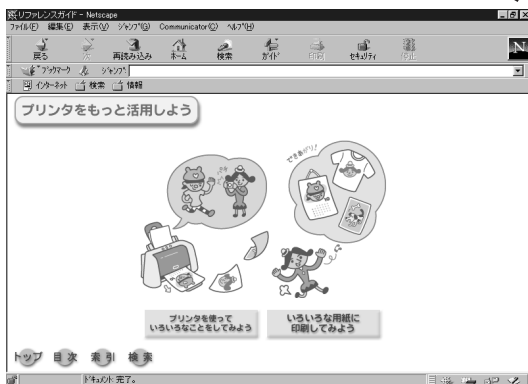 リファレンスガイド - Netscape
ファイル(F) 編集(E) 表示(V) ジャンプ(G) Communicator(C) ヘルプ(H)
戻る 次 再読み込み ホーム 検索 ガイド 印刷 セキュリティ 停止
ブックマーク ジャンプ:
インターネット 検索 情報
プリンタをもっと活用しよう
できあがり!
プリンタを使って
いろいろなことをしてみよう
いろいろな用紙に
印刷してみよう
トップ 目次 索引 検索
ドキュメント: 完了。